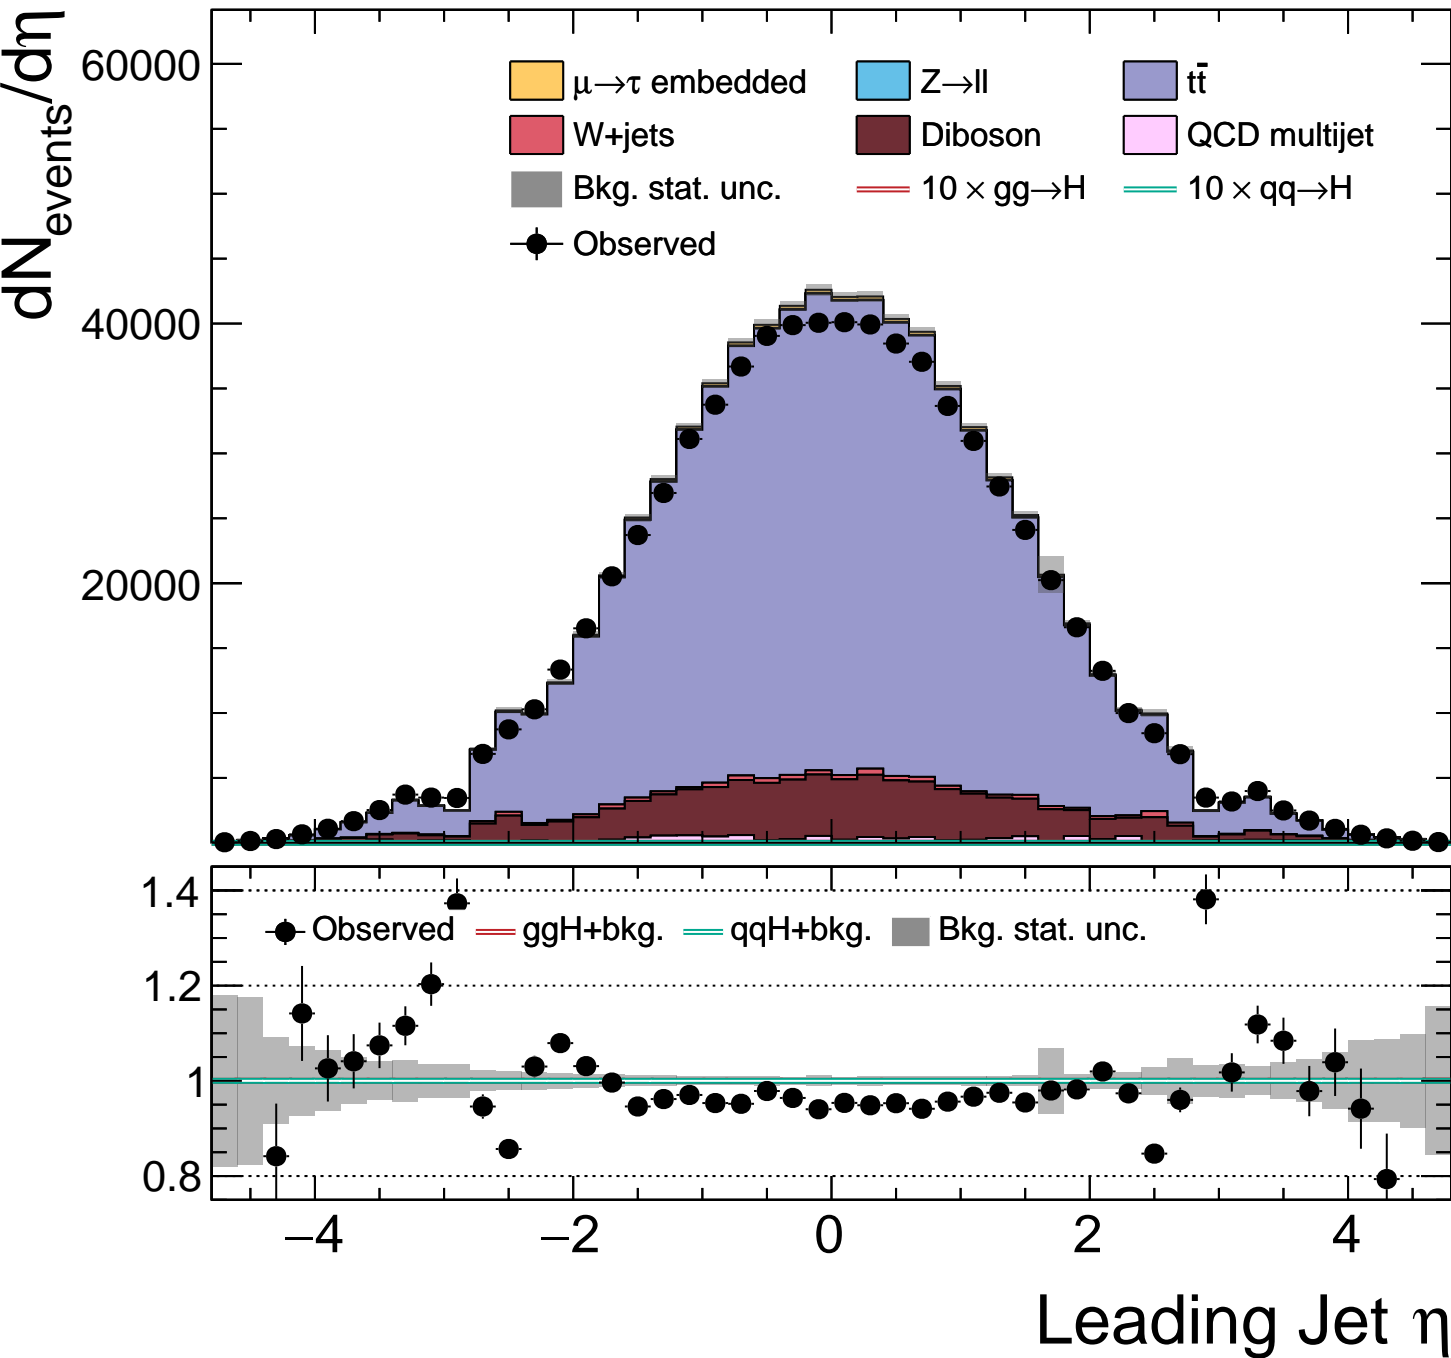 dN_events/dη
60000
40000
20000
μ→τ embedded Z→ll tt̄
W+jets Diboson QCD multijet
Bkg. stat. unc. 10 × gg→H 10 × qq→H
Observed
1.4
1.2
1
0.8
Observed ggH+bkg. qqH+bkg. Bkg. stat. unc.
−4 −2 0 2 4
Leading Jet η